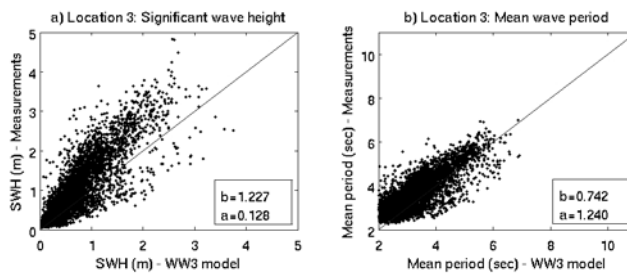 a) Location 3: Significant wave height
SWH (m) - Measurements
5
4
3
2
1
0
0 1 2 3 4 5
b=1.227
a=0.128
SWH (m) - WW3 model
b) Location 3: Mean wave period
Mean period (sec) - Measurements
10
8
6
4
2
2 4 6 8 10
b=0.742
a=1.240
Mean period (sec) - WW3 model